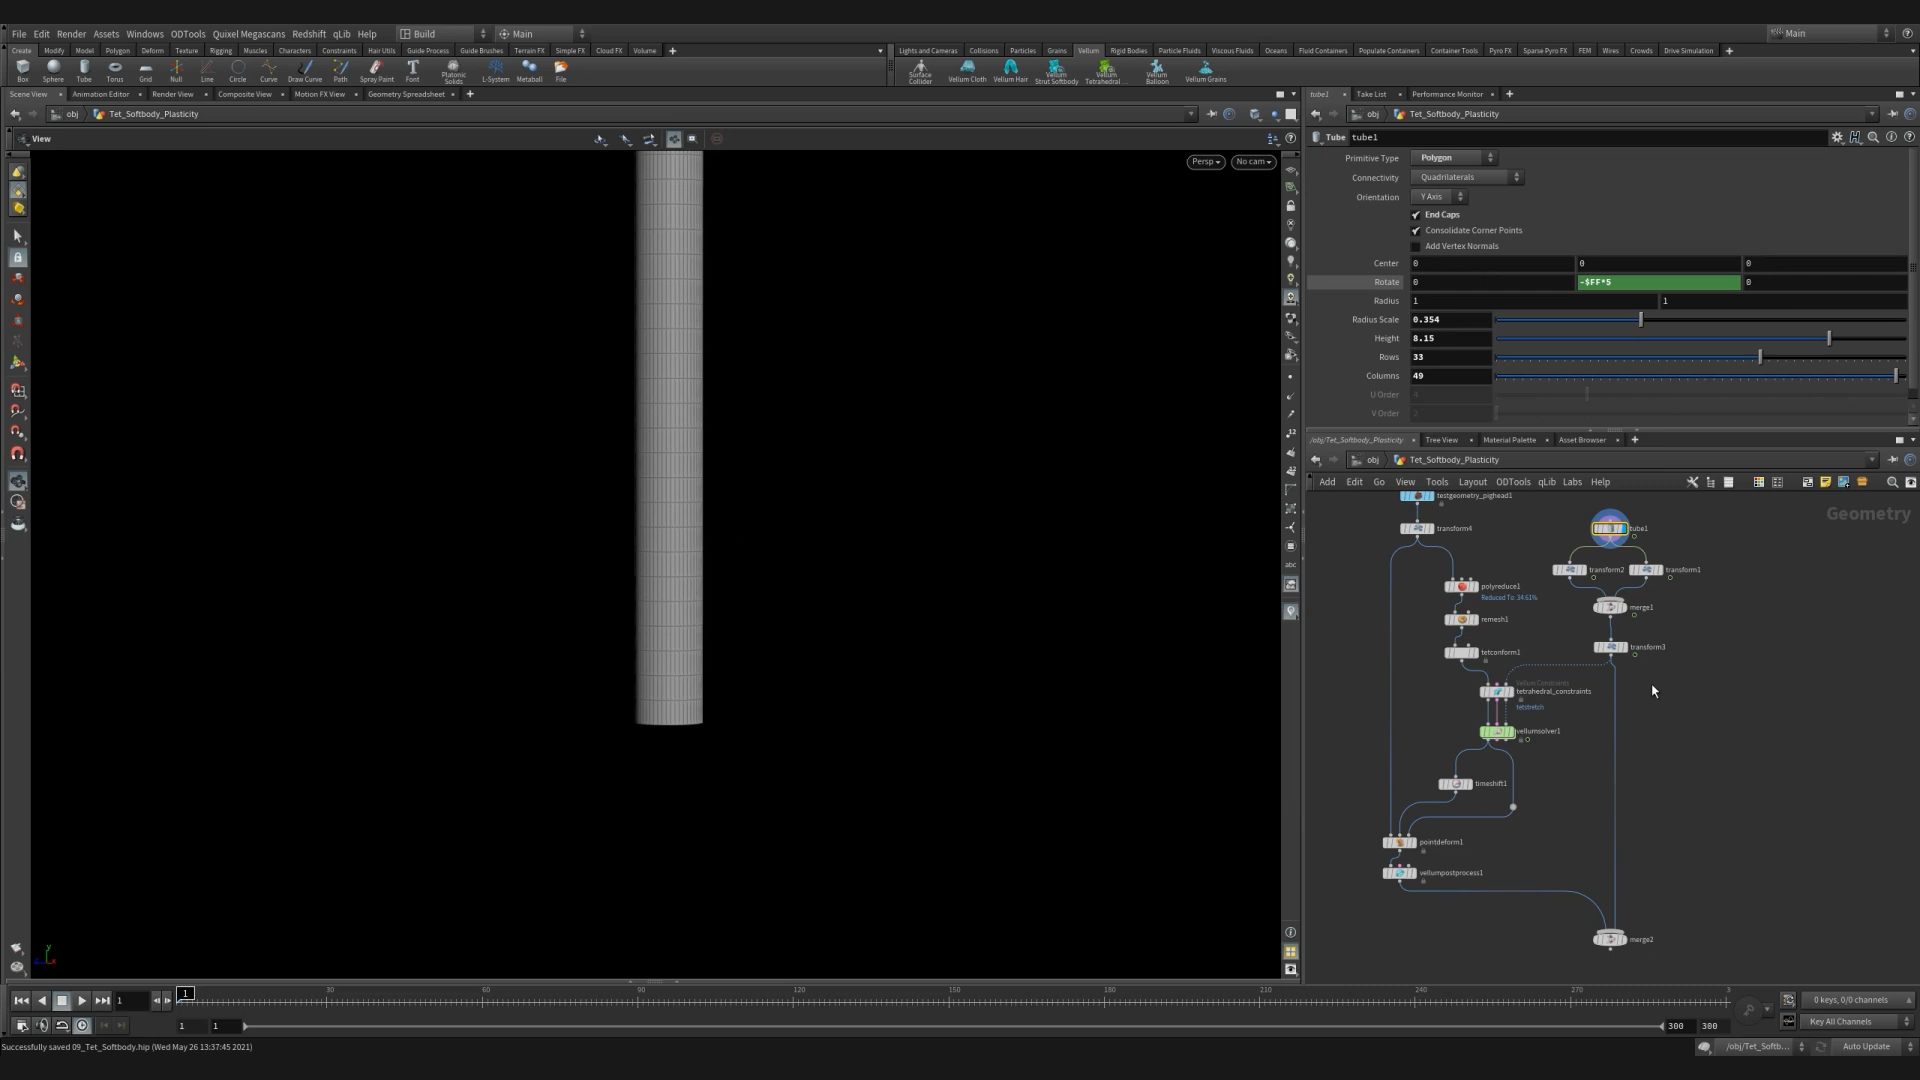 File Edit Render Assets Windows ODTools Quixel Megascans Redshift qLib Help Build Main Main
Create Modify Model Polygon Deform Texture Rigging Muscles Characters Constraints Hair Utils Guide Process Guide Brushes Terrain FX Simple FX Cloud FX Volume
Lights and Cameras Collisions Particles Grains Vellum Rigid Bodies Particle Fluids Viscous Fluids Oceans Fluid Containers Populate Containers Container Tools Pyro FX Sparse Pyro FX FEM Wires Crowds Drive Simulation
Box Sphere Tube Torus Grid Null Line Circle Curve Draw Curve Path Spray Paint Font Platonic Solids L-System Metaball File
Surface Collider Vellum Cloth Vellum Hair Vellum Strut Softbody Vellum Tetrahedral ... Vellum Balloon Vellum Grains
Scene View Animation Editor Render View Composite View Motion FX View Geometry Spreadsheet
tube1 Take List Performance Monitor
obj Tet_Softbody_Plasticity
obj Tet_Softbody_Plasticity
View
Persp No cam
Tube tube1
Primitive Type Polygon
Connectivity Quadrilaterals
Orientation Y Axis
End Caps
Consolidate Corner Points
Add Vertex Normals
Center 0 0 0
Rotate 0 -$FF*5 0
Radius 1 1
Radius Scale 0.354
Height 8.15
Rows 33
Columns 49
U Order 4
V Order 2
/obj/Tet_Softbody_Plasticity Tree View Material Palette Asset Browser
obj Tet_Softbody_Plasticity
Add Edit Go View Tools Layout ODTools qLib Labs Help
Geometry
testgeometry_pighead1
transform4
tube1
transform2 transform1
polyreduce1
Reduced To: 34.61%
merge1
remesh1
transform3
tetconform1
Vellum Constraints
tetrahedral_constraints
tetstretch
vellumsolver1
timeshift1
pointdeform1
vellumpostprocess1
merge2
abc
y
z x
1 1 30 60 90 120 150 180 210 240 270 3
0 keys, 0/0 channels
1 1 300 300 Key All Channels
Successfully saved 09_Tet_Softbody.hip (Wed May 26 13:37:45 2021)
/obj/Tet_Softb... Auto Update